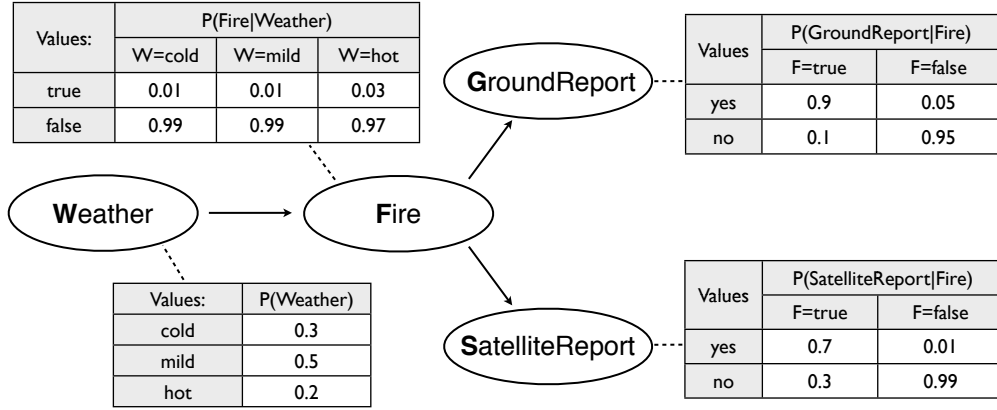 Values: P(Fire|Weather)
W=cold W=mild W=hot
true 0.01 0.01 0.03
false 0.99 0.99 0.97
GroundReport
Values P(GroundReport|Fire)
F=true F=false
yes 0.9 0.05
no 0.1 0.95
Weather
Fire
Values: P(Weather)
cold 0.3
mild 0.5
hot 0.2
SatelliteReport
Values P(SatelliteReport|Fire)
F=true F=false
yes 0.7 0.01
no 0.3 0.99